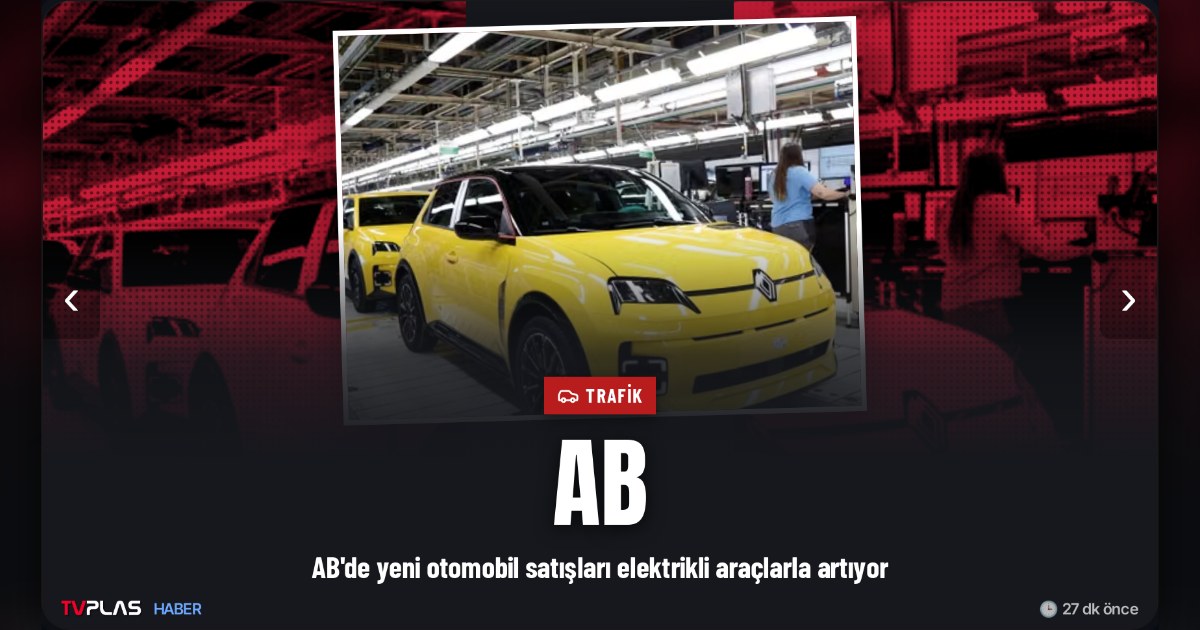 TRAFİK
AB
AB'de yeni otomobil satışları elektrikli araçlarla artıyor
TVPLAS HABER
27 dk önce